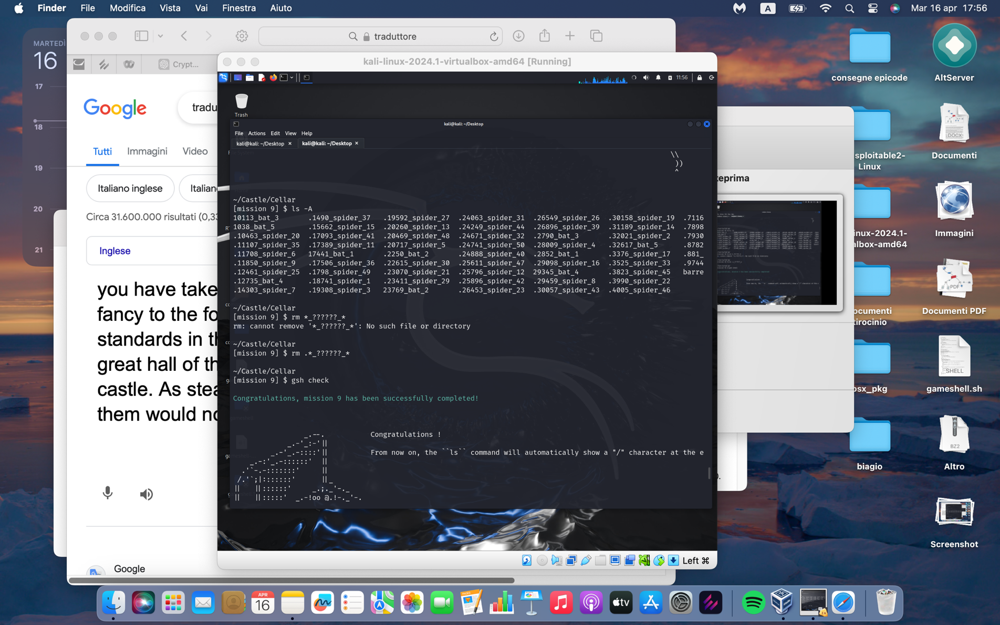 Finder File Modifica Vista Vai Finestra Aiuto
A
Mar 16 apr 17:56
MARTEDÌ
16
17
18
19
20
21
traduttore
Crypt...
Google
tradu
Tutti Immagini Video
Italiano inglese
Italian
Circa 31.600.000 risultati (0,33
Inglese
you have take
fancy to the fo
standards in th
great hall of th
castle. As stea
them would no
Google
kali-linux-2024.1-virtualbox-amd64 [Running]
11:56
Trash
kali@kali: ~/Desktop
File Actions Edit View Help
kali@kali: ~/Desktop × kali@kali: ~/Desktop ×
\\
))
^
~/Castle/Cellar
[mission 9] $ ls -A
10113_bat_3 .1490_spider_37 .19592_spider_27 .24063_spider_31 .26549_spider_26 .30158_spider_19 .7116
1038_bat_5 .15662_spider_15 .20260_spider_13 .24249_spider_44 .26896_spider_39 .31189_spider_14 .7898
.10463_spider_20 .17093_spider_41 .20469_spider_48 .24671_spider_32 .2790_bat_3 .32021_spider_2 .7930
.11107_spider_35 .17389_spider_11 .20717_spider_5 .24741_spider_50 .28009_spider_4 .32617_bat_5 .8782
.11708_spider_6 17441_bat_1 .2250_bat_2 .24888_spider_40 .2852_bat_1 .3376_spider_17 .881_
.11850_spider_9 .17506_spider_36 .22615_spider_30 .25611_spider_47 .29098_spider_16 .3525_spider_33 .9744
.12461_spider_25 .1798_spider_49 .23070_spider_21 .25796_spider_12 29345_bat_4 .3823_spider_45 barre
.12735_bat_4 .18741_spider_1 .23411_spider_29 .25896_spider_42 .29459_spider_8 .3990_spider_22
.14303_spider_7 .19308_spider_3 23769_bat_2 .26453_spider_23 .30057_spider_43 .4005_spider_46
~/Castle/Cellar
[mission 9] $ rm *_??????_*
rm: cannot remove '*_??????_*': No such file or directory
~/Castle/Cellar
[mission 9] $ rm .*_??????_*
~/Castle/Cellar
[mission 9] $ gsh check
Congratulations, mission 9 has been successfully completed!
Congratulations !
From now on, the ``ls`` command will automatically show a "/" character at the e
Left ⌘
teprima
consegne epicode
AltServer
sploitable2-
Linux
DOCX
Documenti
inux-2024.1-
albox-amd64
Immagini
ocumenti
tirocinio
PDF
Documenti PDF
osx_pkg
SHELL
gameshell.sh
biagio
BZ2
Altro
Screenshot
APR
16
PAGES
tv